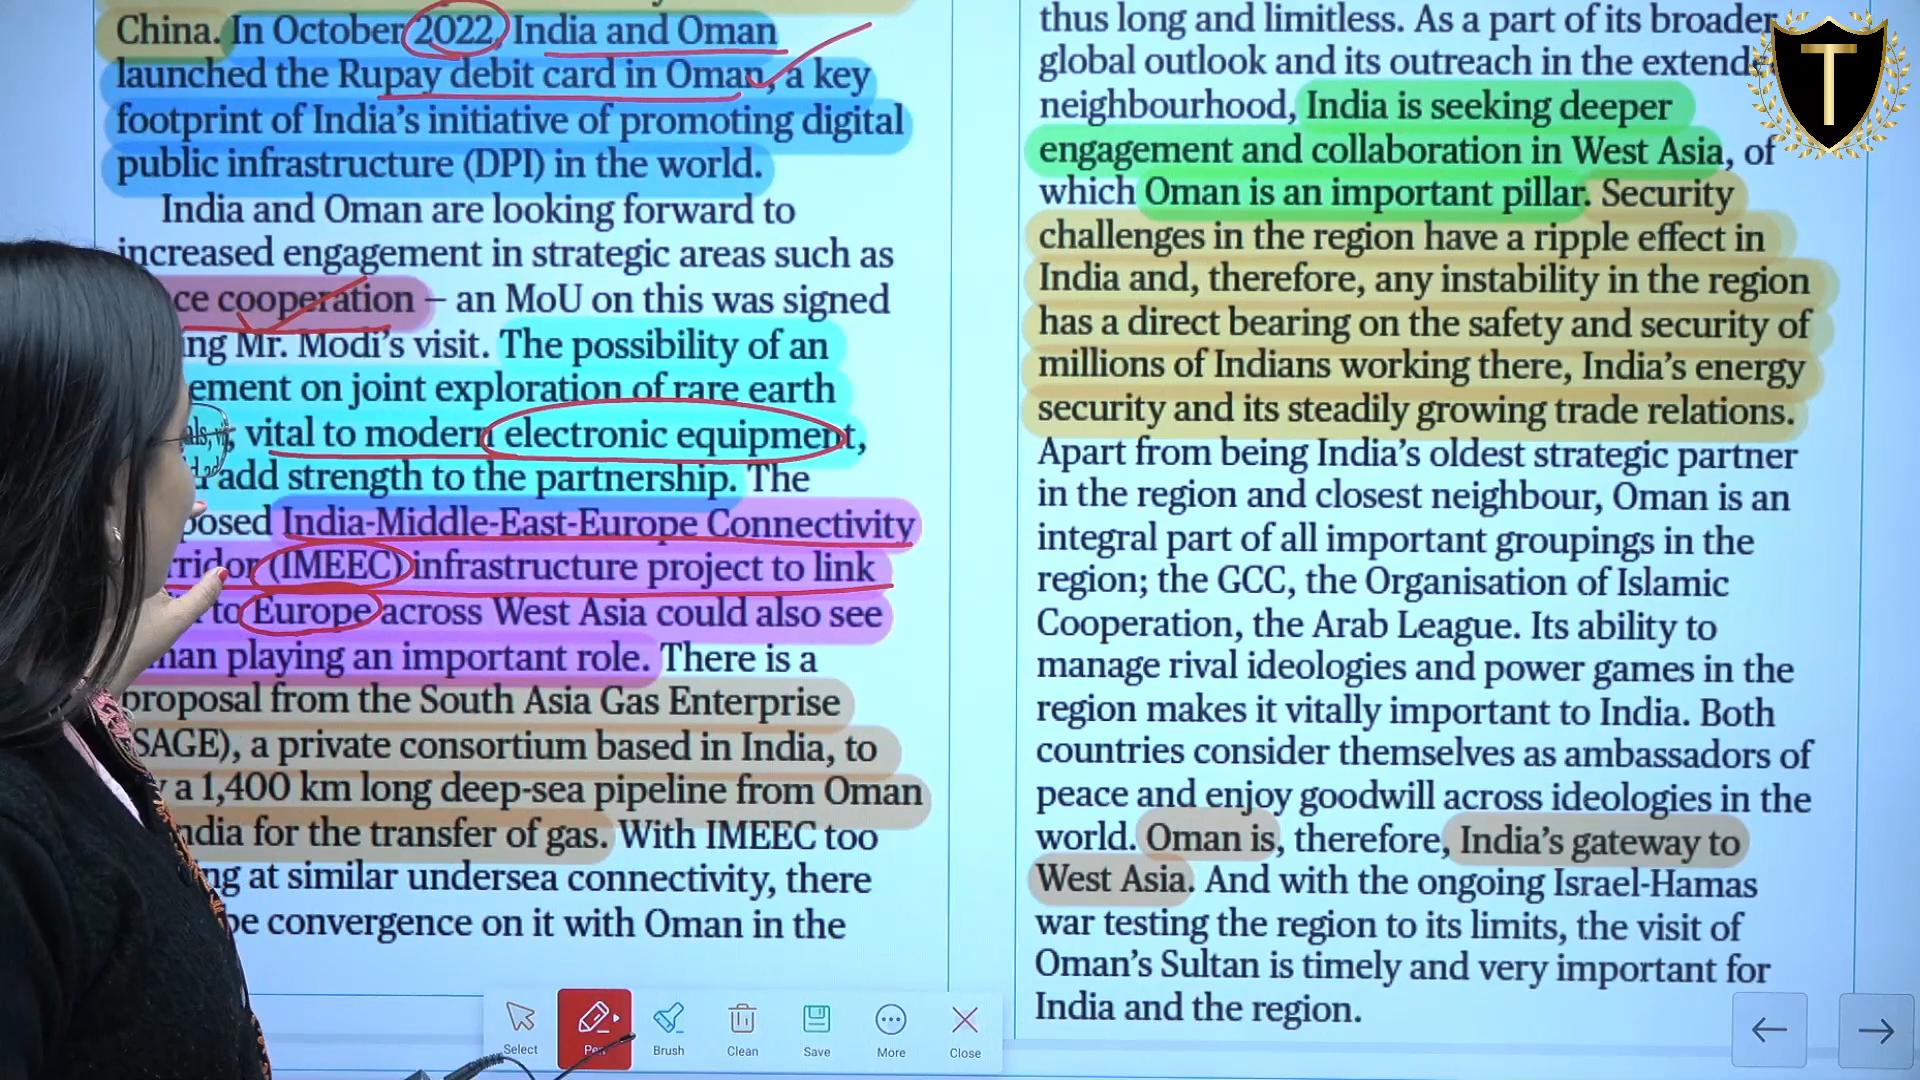 China. In October 2022, India and Oman
launched the Rupay debit card in Oman, a key
footprint of India's initiative of promoting digital
public infrastructure (DPI) in the world.
India and Oman are looking forward to
increased engagement in strategic areas such as
cooperation – an MoU on this was signed
Mr. Modi's visit. The possibility of an
on joint exploration of rare earth
vital to modern electronic equipment,
add strength to the partnership. The
India-Middle-East-Europe Connectivity
(IMEEC) infrastructure project to link
to Europe across West Asia could also see
playing an important role. There is a
proposal from the South Asia Gas Enterprise
SAGE), a private consortium based in India, to
a 1,400 km long deep-sea pipeline from Oman
for the transfer of gas. With IMEEC too
at similar undersea connectivity, there
be convergence on it with Oman in the
thus long and limitless. As a part of its broader
global outlook and its outreach in the extende
neighbourhood, India is seeking deeper
engagement and collaboration in West Asia, of
which Oman is an important pillar. Security
challenges in the region have a ripple effect in
India and, therefore, any instability in the region
has a direct bearing on the safety and security of
millions of Indians working there, India's energy
security and its steadily growing trade relations.
Apart from being India's oldest strategic partner
in the region and closest neighbour, Oman is an
integral part of all important groupings in the
region; the GCC, the Organisation of Islamic
Cooperation, the Arab League. Its ability to
manage rival ideologies and power games in the
region makes it vitally important to India. Both
countries consider themselves as ambassadors of
peace and enjoy goodwill across ideologies in the
world. Oman is, therefore, India's gateway to
West Asia. And with the ongoing Israel-Hamas
war testing the region to its limits, the visit of
Oman's Sultan is timely and very important for
India and the region.
T
Select
Pen
Brush
Clean
Save
More
Close